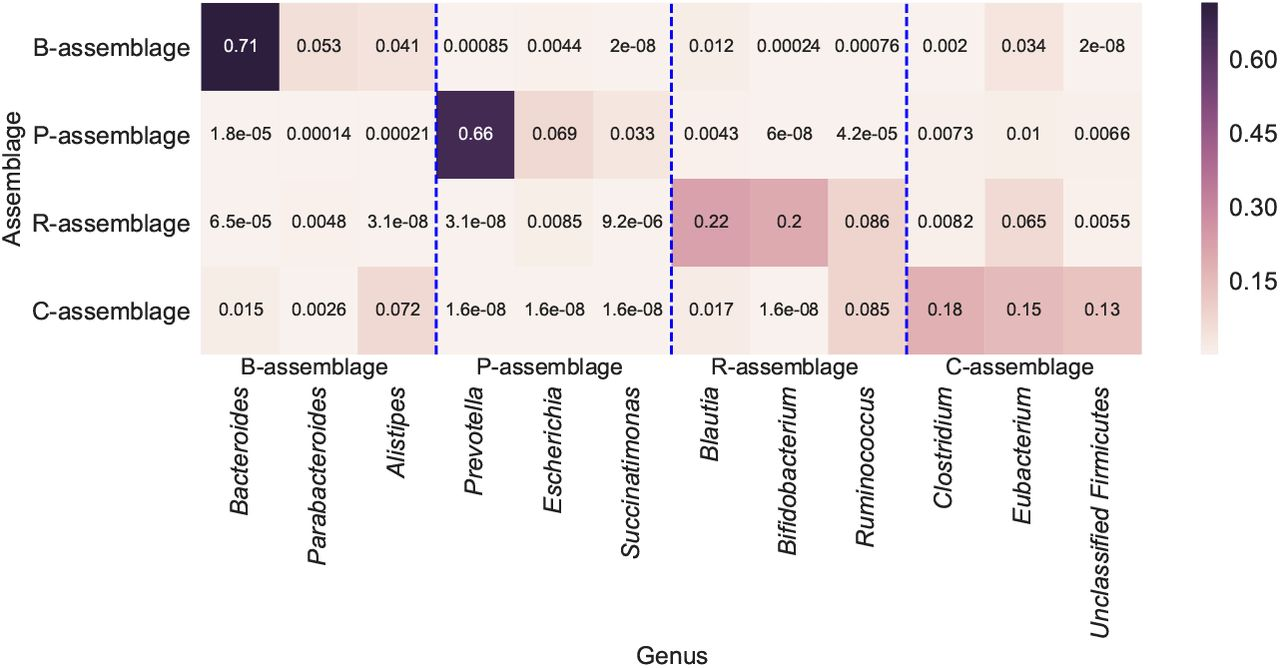 B-assemblage 0.71 0.053 0.041 0.00085 0.0044 2e-08 0.012 0.00024 0.00076 0.002 0.034 2e-08
P-assemblage 1.8e-05 0.00014 0.00021 0.66 0.069 0.033 0.0043 6e-08 4.2e-05 0.0073 0.01 0.0066
R-assemblage 6.5e-05 0.0048 3.1e-08 3.1e-08 0.0085 9.2e-06 0.22 0.2 0.086 0.0082 0.065 0.0055
C-assemblage 0.015 0.0026 0.072 1.6e-08 1.6e-08 1.6e-08 0.017 1.6e-08 0.085 0.18 0.15 0.13
Assemblage
B-assemblage P-assemblage R-assemblage C-assemblage
Bacteroides
Parabacteroides
Alistipes
Prevotella
Escherichia
Succinatimonas
Blautia
Bifidobacterium
Ruminococcus
Clostridium
Eubacterium
Unclassified Firmicutes
Genus
0.60
0.45
0.30
0.15